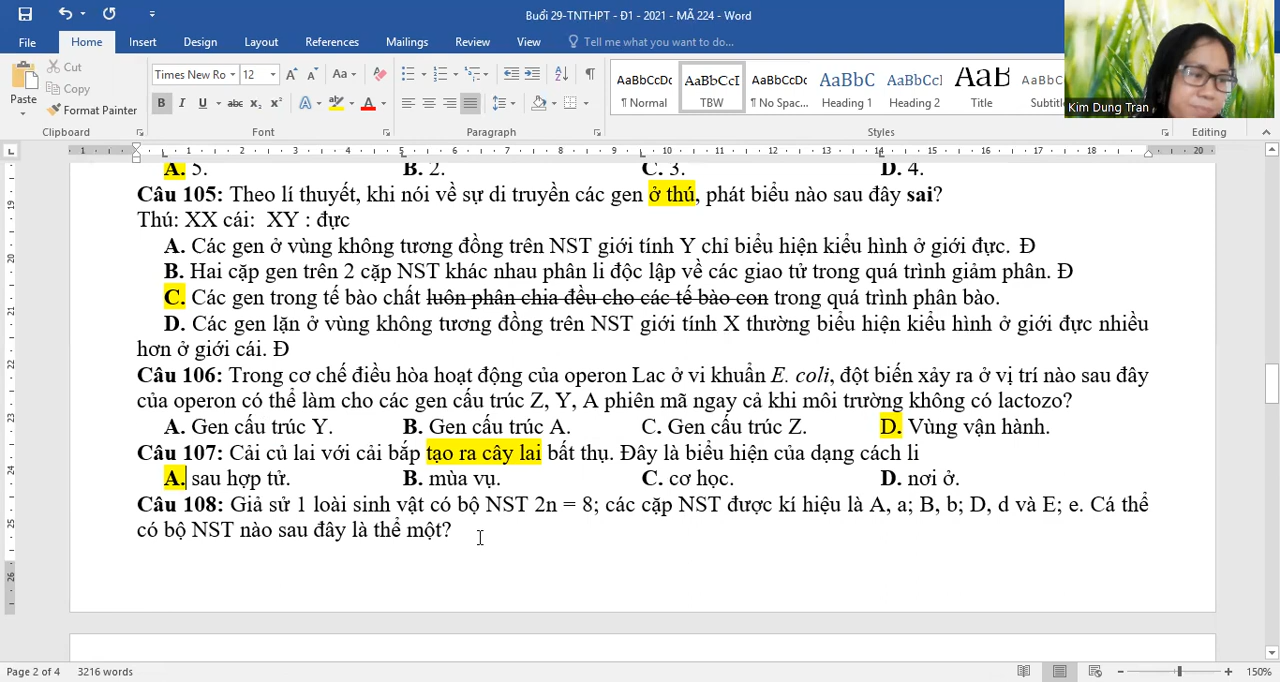 Buổi 29-TNTHPT - Đ1 - 2021 - MÃ 224 - Word
File Home Insert Design Layout References Mailings Review View Tell me what you want to do...
Paste
Cut
Copy
Format Painter
Clipboard
Times New Ro 12
Font
Paragraph
AaBbCcDc AaBbCcI AaBbCcDc AaBbC AaBbCcI AaB AaBbCcD
¶ Normal TBW ¶ No Spac... Heading 1 Heading 2 Title Subtitle
Styles
Editing
Kim Dung Tran
A. 5. B. 2. C. 3. D. 4.
Câu 105: Theo lí thuyết, khi nói về sự di truyền các gen ở thú, phát biểu nào sau đây sai?
Thú: XX cái: XY : đực
A. Các gen ở vùng không tương đồng trên NST giới tính Y chỉ biểu hiện kiểu hình ở giới đực. Đ
B. Hai cặp gen trên 2 cặp NST khác nhau phân li độc lập về các giao tử trong quá trình giảm phân. Đ
C. Các gen trong tế bào chất luôn phân chia đều cho các tế bào con trong quá trình phân bào.
D. Các gen lặn ở vùng không tương đồng trên NST giới tính X thường biểu hiện kiểu hình ở giới đực nhiều
hơn ở giới cái. Đ
Câu 106: Trong cơ chế điều hòa hoạt động của operon Lac ở vi khuẩn E. coli, đột biến xảy ra ở vị trí nào sau đây
của operon có thể làm cho các gen cấu trúc Z, Y, A phiên mã ngay cả khi môi trường không có lactozo?
A. Gen cấu trúc Y. B. Gen cấu trúc A. C. Gen cấu trúc Z. D. Vùng vận hành.
Câu 107: Cải củ lai với cải bắp tạo ra cây lai bất thụ. Đây là biểu hiện của dạng cách li
A. sau hợp tử. B. mùa vụ. C. cơ học. D. nơi ở.
Câu 108: Giả sử 1 loài sinh vật có bộ NST 2n = 8; các cặp NST được kí hiệu là A, a; B, b; D, d và E; e. Cá thể
có bộ NST nào sau đây là thể một?
Page 2 of 4 3216 words 150%